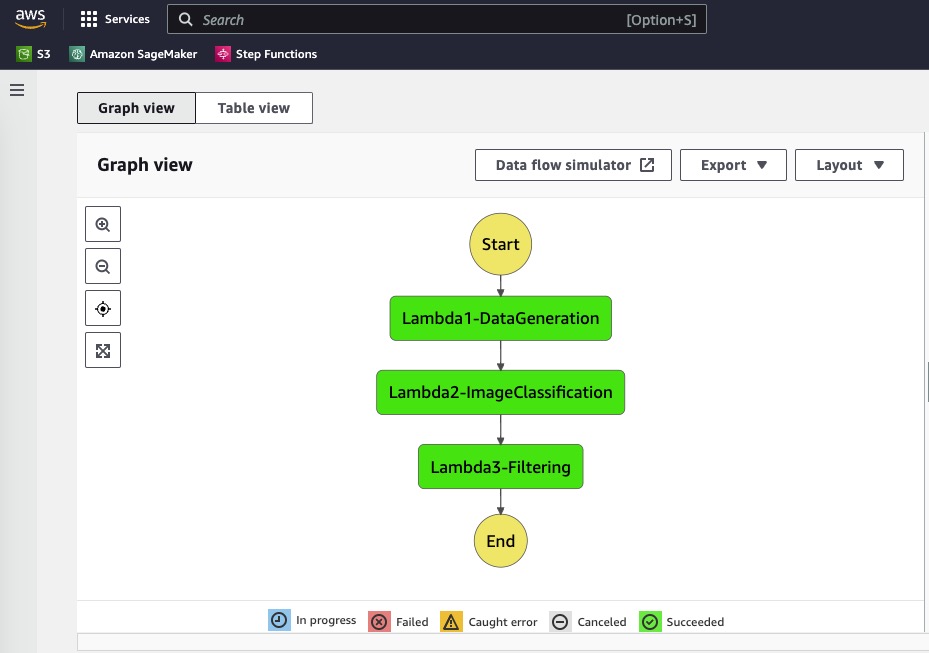 aws
Services
Search
[Option+S]
S3
Amazon SageMaker
Step Functions
Graph view
Table view
Graph view
Data flow simulator
Export
Layout
Start
Lambda1-DataGeneration
Lambda2-ImageClassification
Lambda3-Filtering
End
In progress
Failed
Caught error
Canceled
Succeeded